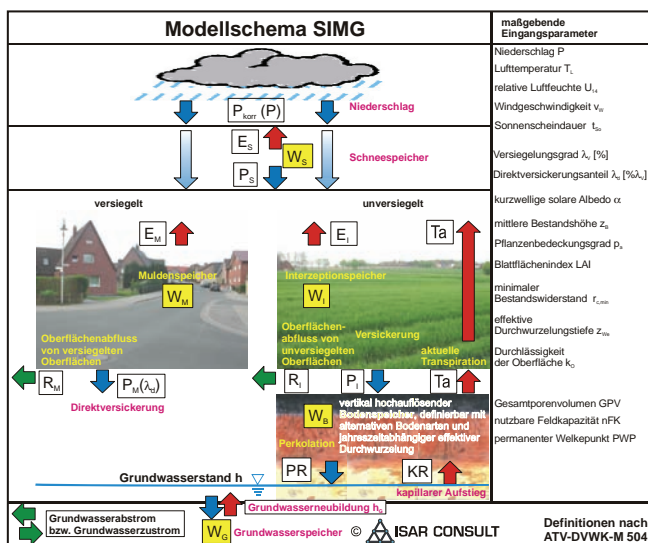 Modellschema SIMG
maßgebende
Eingangsparameter
Niederschlag P
Lufttemperatur T_L
relative Luftfeuchte U_14
Windgeschwindigkeit v_W
Sonnenscheindauer t_So
P_korr (P)
Niederschlag
E_S
W_S
Schneespeicher
P_S
Versiegelungsgrad λ_V [%]
Direktversickerungsanteil λ_d [%λ_V]
kurzwellige solare Albedo α
mittlere Bestandshöhe z_B
Pflanzenbedeckungsgrad p_a
Blattflächenindex LAI
minimaler
Bestandswiderstand r_c,min
effektive
Durchwurzelungstiefe z_We
Durchlässigkeit
der Oberfläche k_O
Gesamtporenvolumen GPV
nutzbare Feldkapazität nFK
permanenter Welkepunkt PWP
versiegelt
unversiegelt
E_M
E_I
Ta
Muldenspeicher
W_M
Interzeptionspeicher
W_I
Oberflächenabfluss
von versiegelten
Oberflächen
Oberflächen-
abfluss von
unversiegelten
Oberflächen
Versickerung
aktuelle
Transpiration
R_M
P_M(λ_d)
Direktversickerung
R_I
P_I
Ta
W_B
vertikal hochauflösender
Bodenspeicher, definierbar mit
alternativen Bodenarten und
jahreszeitabhängiger effektiver
Durchwurzelung
Perkolation
PR
KR
Grundwasserstand h
kapillarer Aufstieg
Grundwasserneubildung h_G
Grundwasserabstrom
bzw. Grundwasserzustrom
W_G
Grundwasserspeicher
© ISAR CONSULT
Definitionen nach
ATV-DVWK-M 504